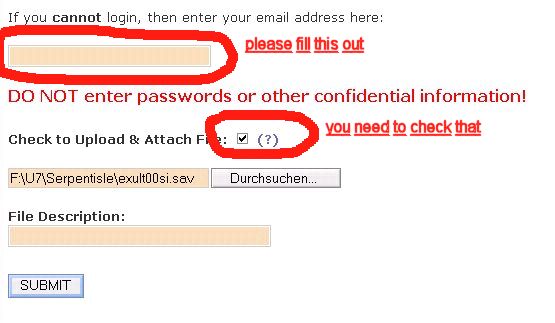 If you cannot login, then enter your email address here:
please fill this out
DO NOT enter passwords or other confidential information!
Check to Upload & Attach File: (?)
you need to check that
F:\U7\Serpentisle\exult00si.sav Durchsuchen...
File Description:
SUBMIT